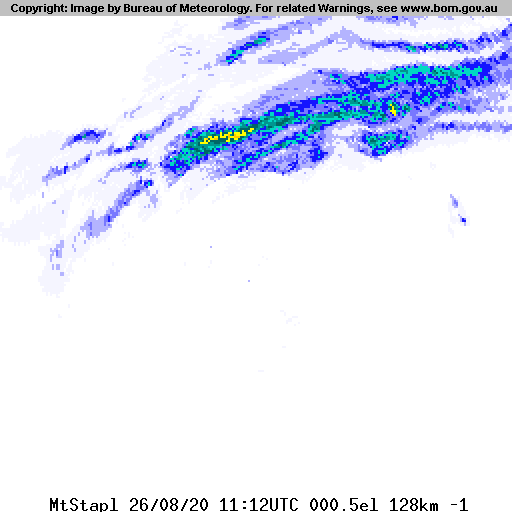 Copyright: Image by Bureau of Meteorology. For related Warnings, see www.bom.gov.au
MtStapl 26/08/20 11:12UTC 000.5el 128km -1